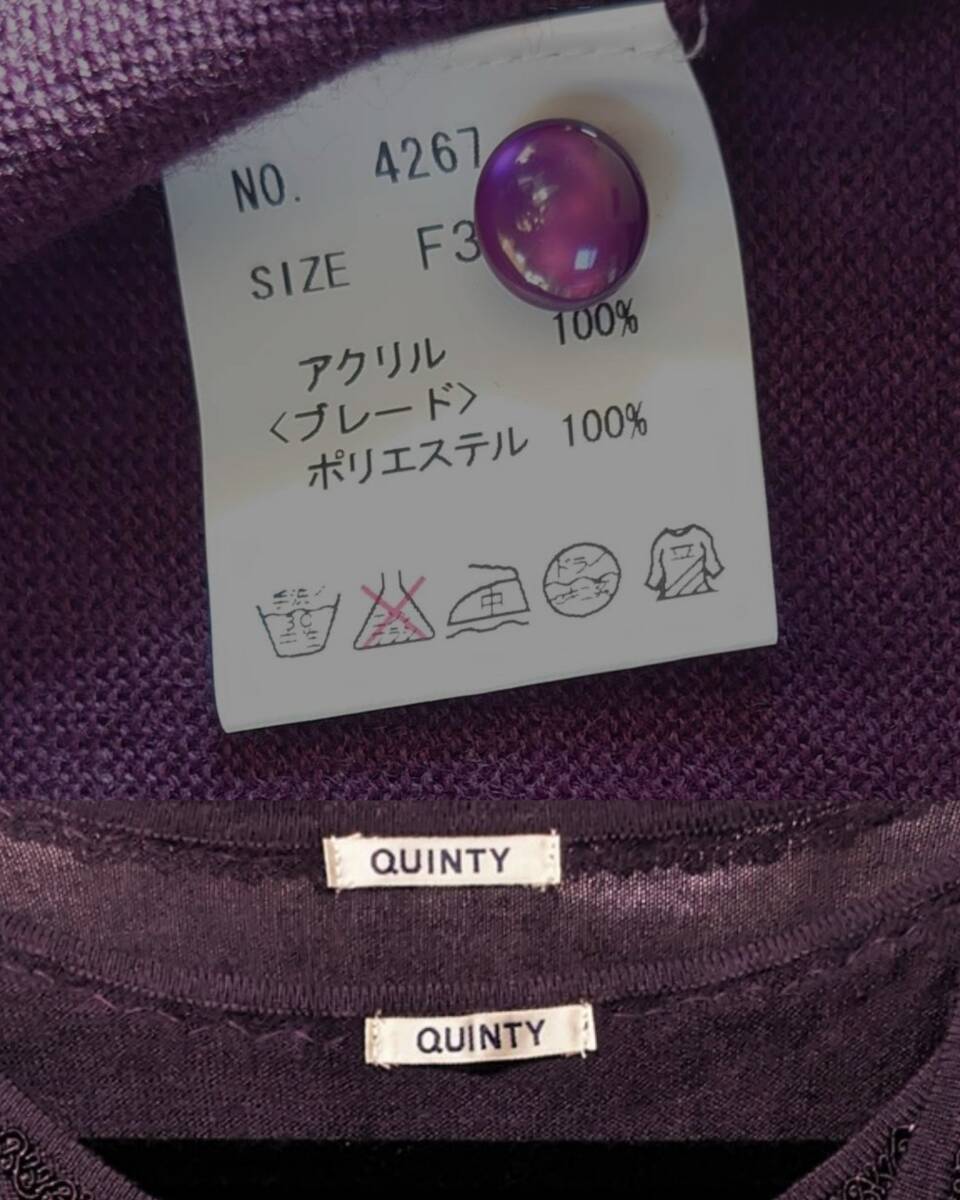 NO. 4267
SIZE F3
アクリル 100%
〈ブレード〉
ポリエステル 100%
中
QUINTY
QUINTY